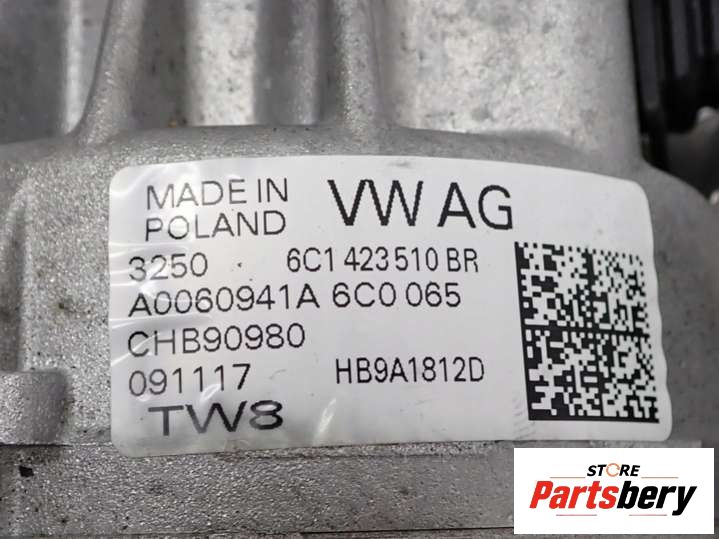 MADE IN VW AG
POLAND
3250 6C1 423 510 BR
A0060941A 6C0 065
CHB90980
091117 HB9A1812D
TW8
STORE
Partsbery